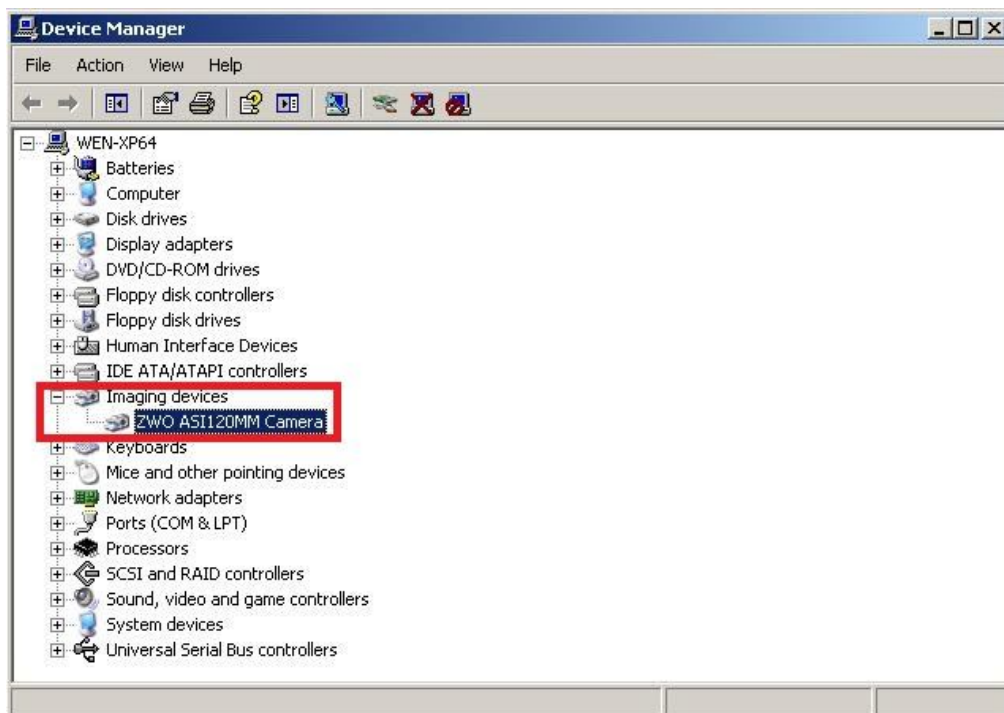 Device Manager
File Action View Help
WEN-XP64
Batteries
Computer
Disk drives
Display adapters
DVD/CD-ROM drives
Floppy disk controllers
Floppy disk drives
Human Interface Devices
IDE ATA/ATAPI controllers
Imaging devices
ZWO ASI120MM Camera
Keyboards
Mice and other pointing devices
Network adapters
Ports (COM & LPT)
Processors
SCSI and RAID controllers
Sound, video and game controllers
System devices
Universal Serial Bus controllers